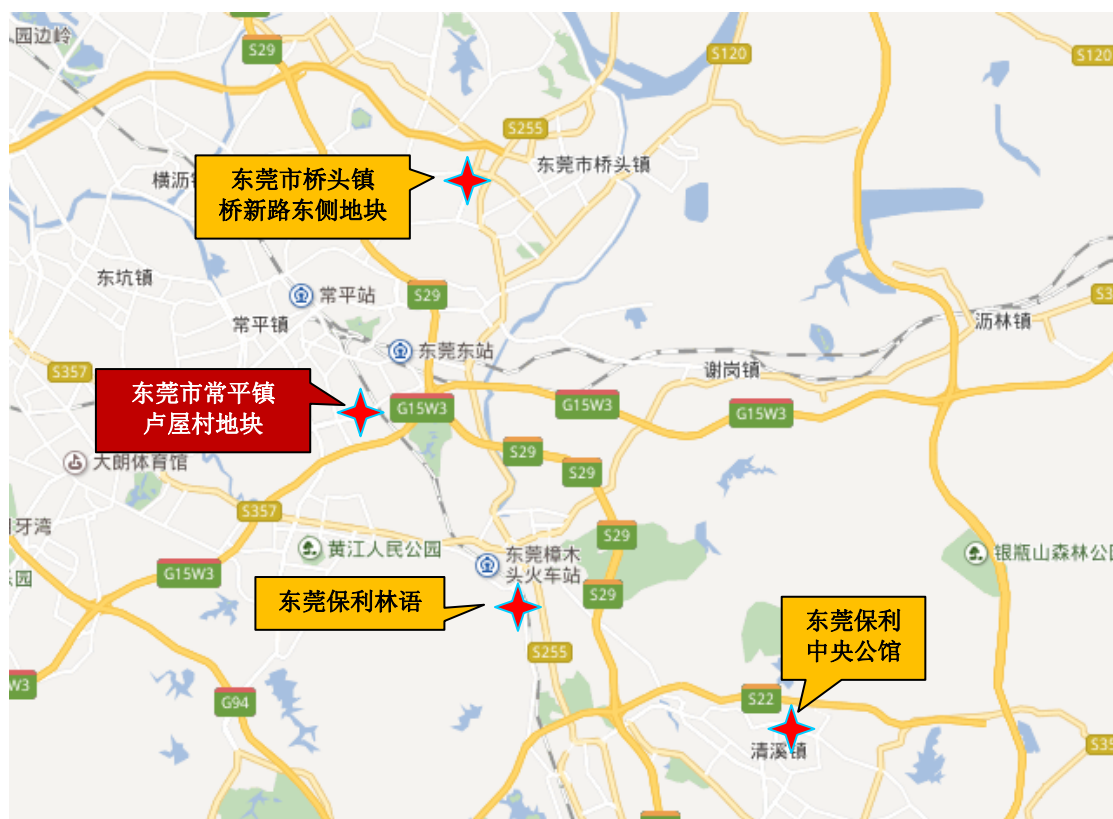 园边岭
S29
S120
S120
S255
东莞市桥头镇
东莞市桥头镇
桥新路东侧地块
横沥
东坑镇
常平站
S29
常平镇
东莞东站
沥林镇
谢岗镇
S357
东莞市常平镇
卢屋村地块
G15W3
G15W3
G15W3
S29
S29
大朗体育馆
S357
牙湾
S29
黄江人民公园
东莞樟木
头火车站
银瓶山森林公园
G15W3
S29
东莞保利林语
东莞保利
中央公馆
S255
W3
G94
S22
清溪镇
S35